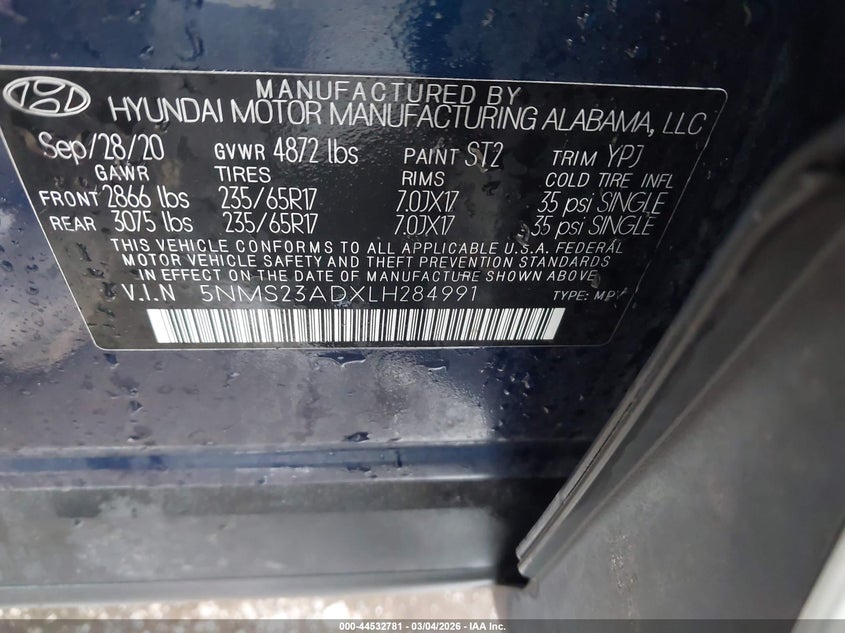 MANUFACTURED BY
HYUNDAI MOTOR MANUFACTURING ALABAMA, LLC
Sep/28/20 GVWR 4872 lbs PAINT ST2 TRIM YPJ
GAWR TIRES RIMS COLD TIRE INFL
FRONT 2866 lbs 235/65R17 7.0JX17 35 psi SINGLE
REAR 3075 lbs 235/65R17 7.0JX17 35 psi SINGLE
THIS VEHICLE CONFORMS TO ALL APPLICABLE U.S.A. FEDERAL
MOTOR VEHICLE SAFETY AND THEFT PREVENTION STANDARDS
IN EFFECT ON THE DATE OF MANUFACTURE SHOWN ABOVE
V.I.N 5NMS23ADXLH284991 TYPE: MPV
000-44532781 - 03/04/2026 - IAA Inc.